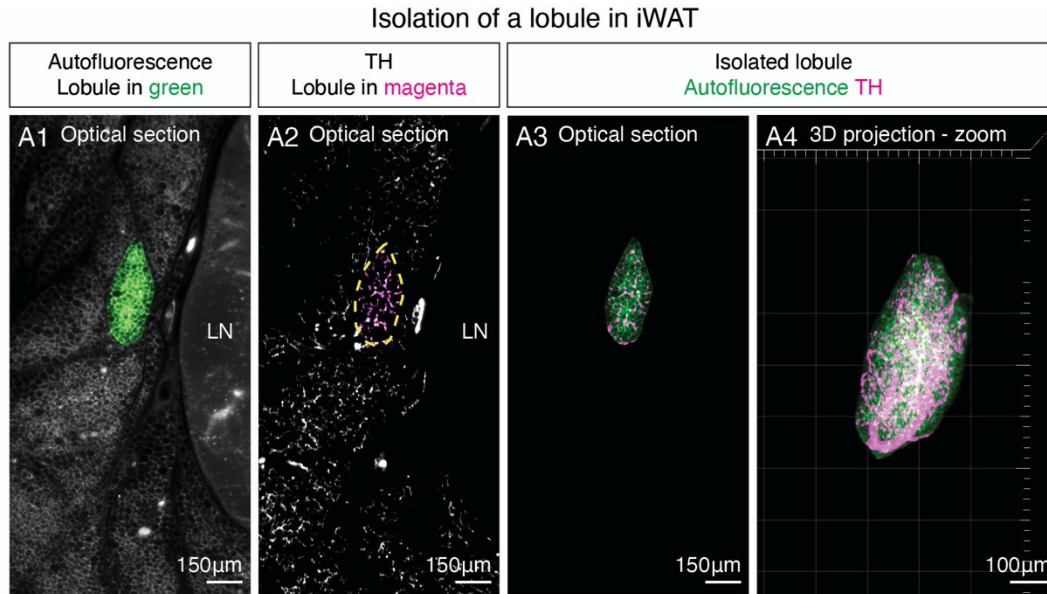 Isolation of a lobule in iWAT
Autofluorescence
Lobule in green
TH
Lobule in magenta
Isolated lobule
Autofluorescence TH
A1 Optical section
A2 Optical section
A3 Optical section
A4 3D projection - zoom
LN
LN
150µm
150µm
150µm
100µm